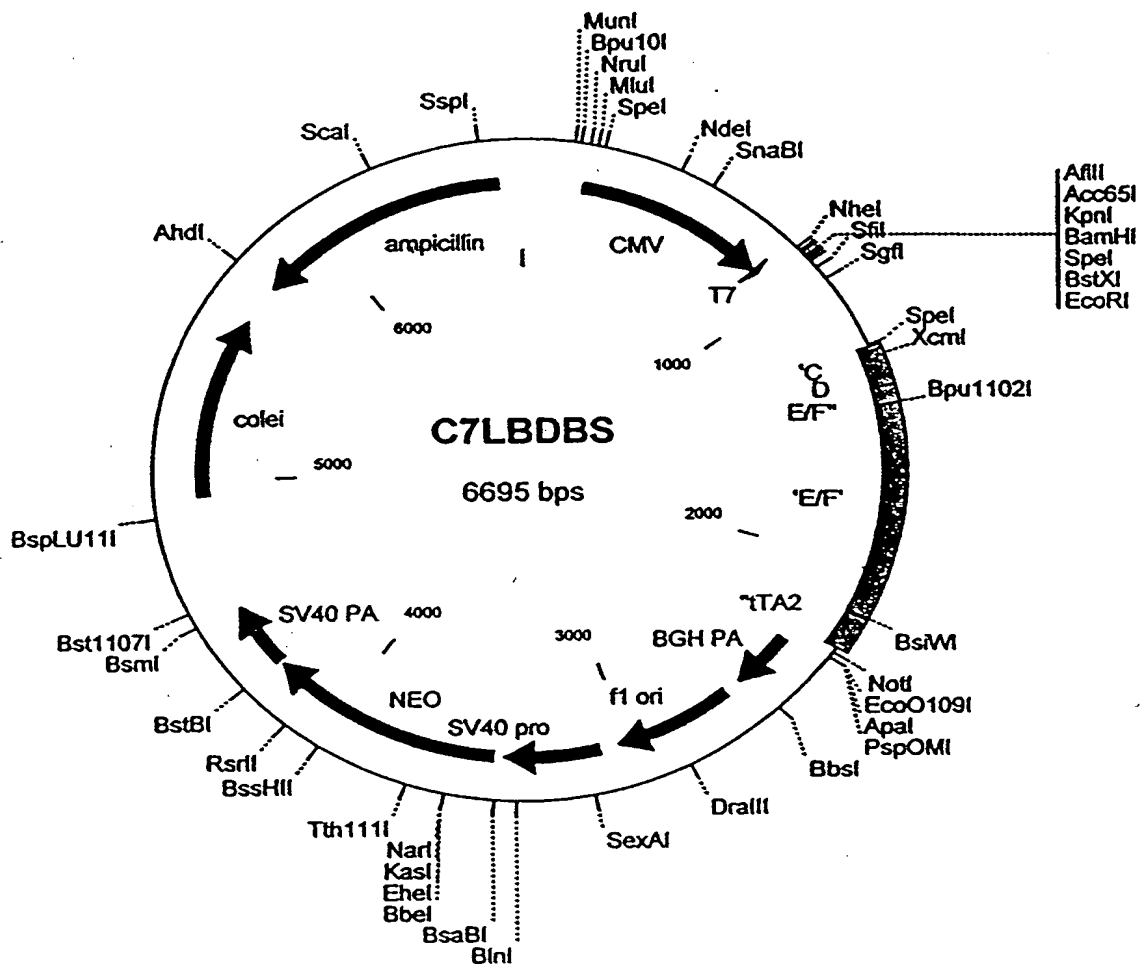 MunI
Bpu10I
NruI
MluI
SpeI
NdeI
SnaBI
NheI
SfiI
SgfI
AflII
Acc65I
KpnI
BamHI
SpeI
BstXI
EcoRI
SpeI
XcmI
Bpu1102I
BsiWI
NotI
EcoO109I
ApaI
PspOMI
BbsI
DraIII
SexAI
BlnI
BsaBI
NarI
KasI
EheI
BbeI
Tth111I
BssHII
RsrII
BstBI
BsmI
Bst1107I
BspLU11I
AhdI
ScaI
SspI
ampicillin
CMV
T7
1000
'C
D
E/F"
'E/F'
2000
"tTA2
BGH PA
f1 ori
3000
SV40 pro
NEO
4000
SV40 PA
5000
colei
6000
C7LBDBS
6695 bps